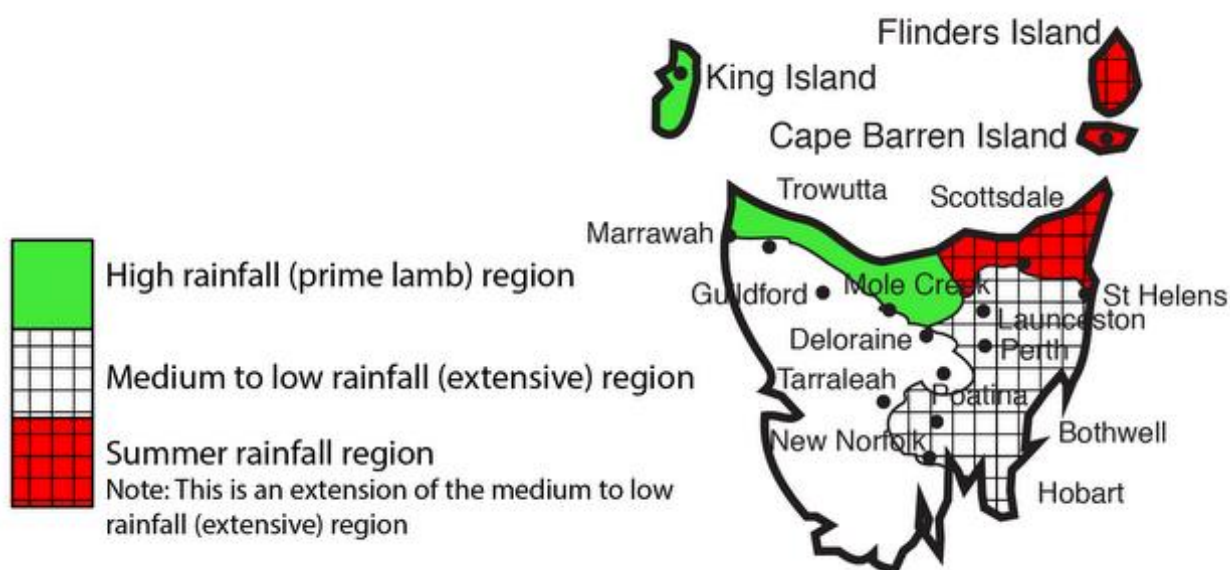 Flinders Island
King Island
Cape Barren Island
Trowutta
Scottsdale
Marrawah
High rainfall (prime lamb) region
Guildford
Mole Creek
St Helens
Launceston
Deloraine
Perth
Medium to low rainfall (extensive) region
Tarraleah
Poatina
New Norfolk
Bothwell
Summer rainfall region
Note: This is an extension of the medium to low
rainfall (extensive) region
Hobart